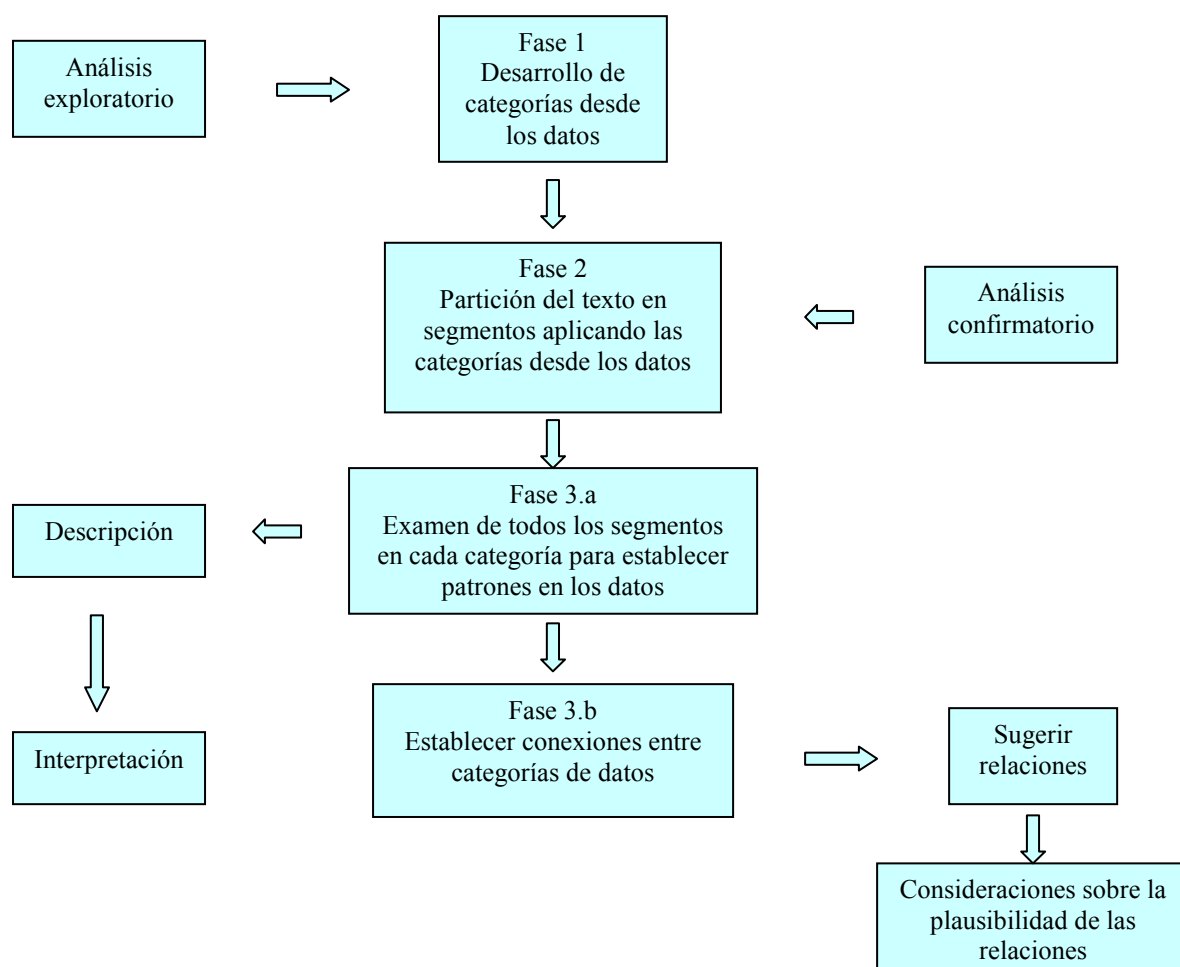 Análisis
exploratorio
Fase 1
Desarrollo de
categorías desde
los datos
Fase 2
Partición del texto en
segmentos aplicando las
categorías desde los datos
Análisis
confirmatorio
Fase 3.a
Examen de todos los segmentos
en cada categoría para establecer
patrones en los datos
Descripción
Interpretación
Fase 3.b
Establecer conexiones entre
categorías de datos
Sugerir
relaciones
Consideraciones sobre la
plausibilidad de las
relaciones